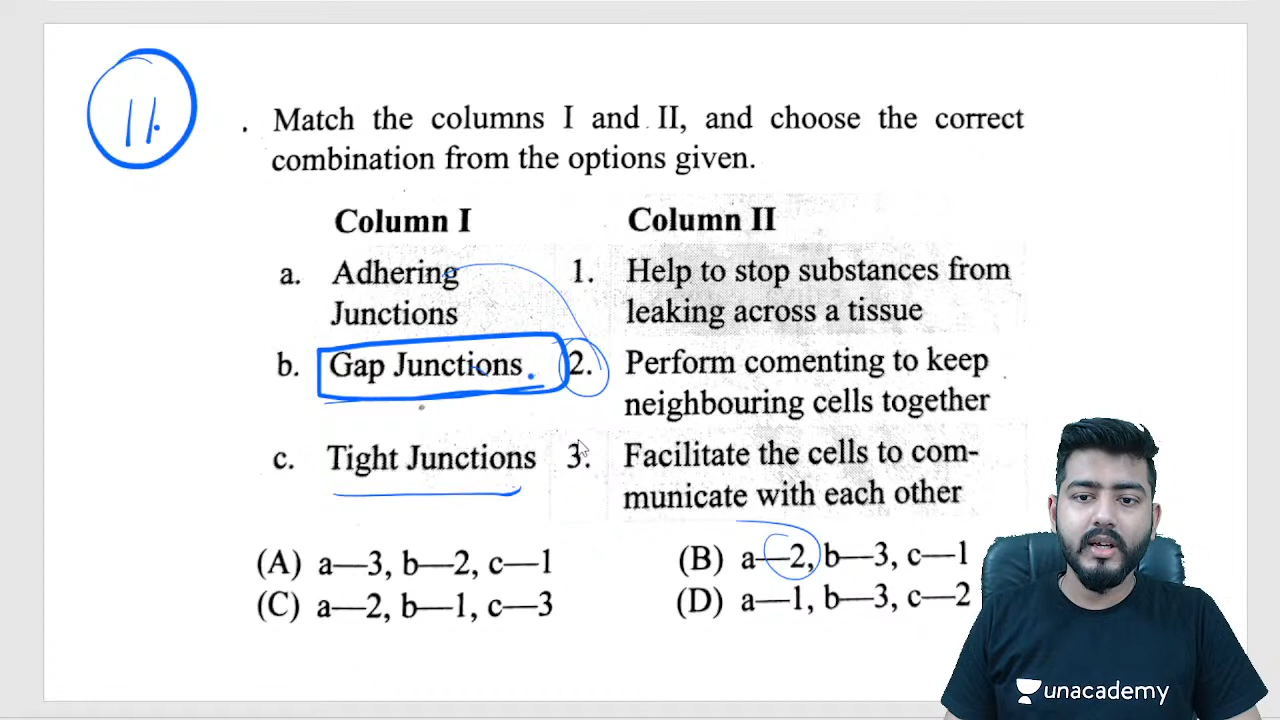 11.
. Match the columns I and II, and choose the correct
combination from the options given.
Column I Column II
a. Adhering 1. Help to stop substances from
Junctions leaking across a tissue
b. Gap Junctions. 2. Perform comenting to keep
neighbouring cells together
c. Tight Junctions 3. Facilitate the cells to com-
municate with each other
(A) a—3, b—2, c—1 (B) a—2, b—3, c—1
(C) a—2, b—1, c—3 (D) a—1, b—3, c—2
unacademy